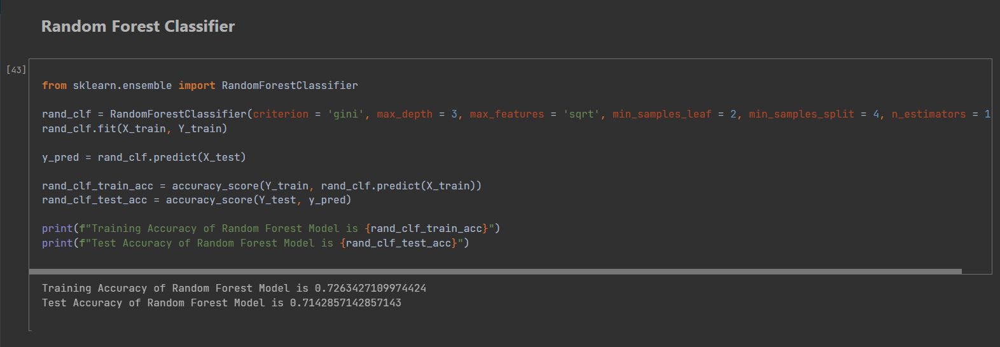 Random Forest Classifier
[43]
from sklearn.ensemble import RandomForestClassifier
rand_clf = RandomForestClassifier(criterion = 'gini', max_depth = 3, max_features = 'sqrt', min_samples_leaf = 2, min_samples_split = 4, n_estimators = 1
rand_clf.fit(X_train, Y_train)
y_pred = rand_clf.predict(X_test)
rand_clf_train_acc = accuracy_score(Y_train, rand_clf.predict(X_train))
rand_clf_test_acc = accuracy_score(Y_test, y_pred)
print(f"Training Accuracy of Random Forest Model is {rand_clf_train_acc}")
print(f"Test Accuracy of Random Forest Model is {rand_clf_test_acc}")
Training Accuracy of Random Forest Model is 0.7263427109974424
Test Accuracy of Random Forest Model is 0.7142857142857143